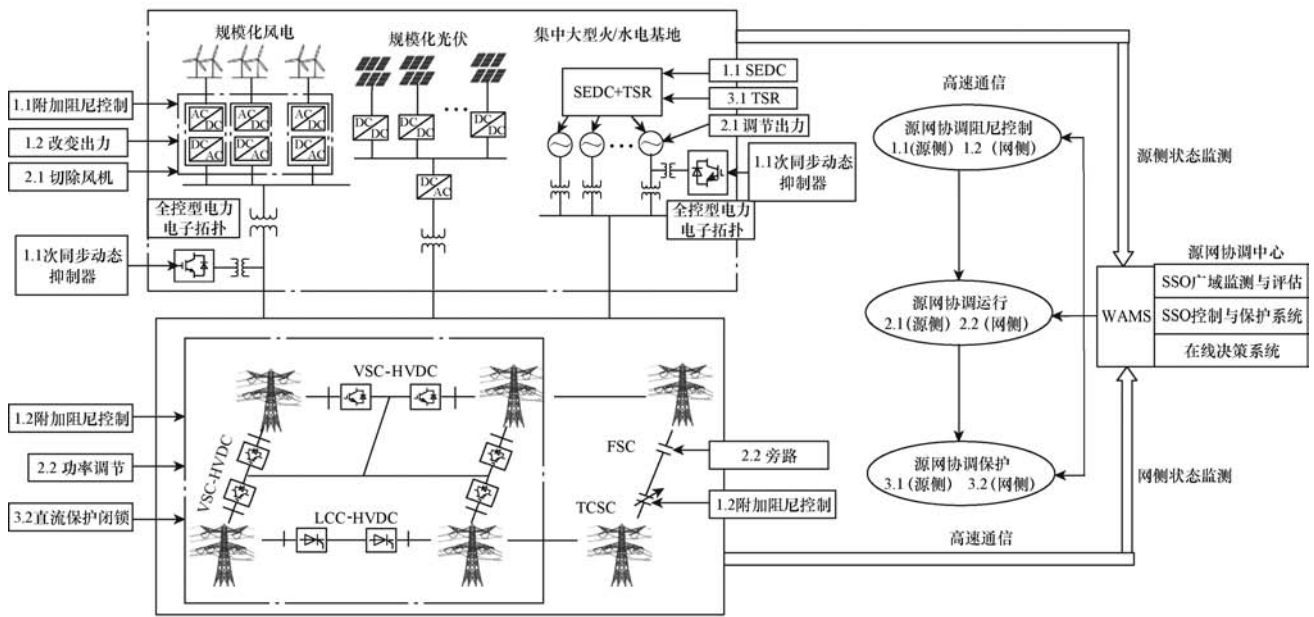 规模化风电
规模化光伏
集中大型火/水电基地
1.1附加阻尼控制
1.2 改变出力
2.1 切除风机
AC
DC
AC
DC
AC
DC
DC
AC
DC
AC
DC
AC
DC
DC
DC
DC
DC
DC
DC
AC
SEDC+TSR
1.1 SEDC
3.1 TSR
2.1 调节出力
1.1次同步动态
抑制器
全控型电力
电子拓扑
全控型电力
电子拓扑
1.1次同步动态
抑制器
高速通信
源网协调阻尼控制
1.1(源侧) 1.2 (网侧)
源侧状态监测
源网协调中心
WAMS
SSO广域监测与评估
SSO控制与保护系统
在线决策系统
源网协调运行
2.1(源侧) 2.2 (网侧)
源网协调保护
3.1 (源侧) 3.2 (网侧)
网侧状态监测
高速通信
1.2附加阻尼控制
2.2 功率调节
3.2直流保护闭锁
VSC-HVDC
VSC-HVDC
LCC-HVDC
FSC
TCSC
2.2 旁路
1.2附加阻尼控制